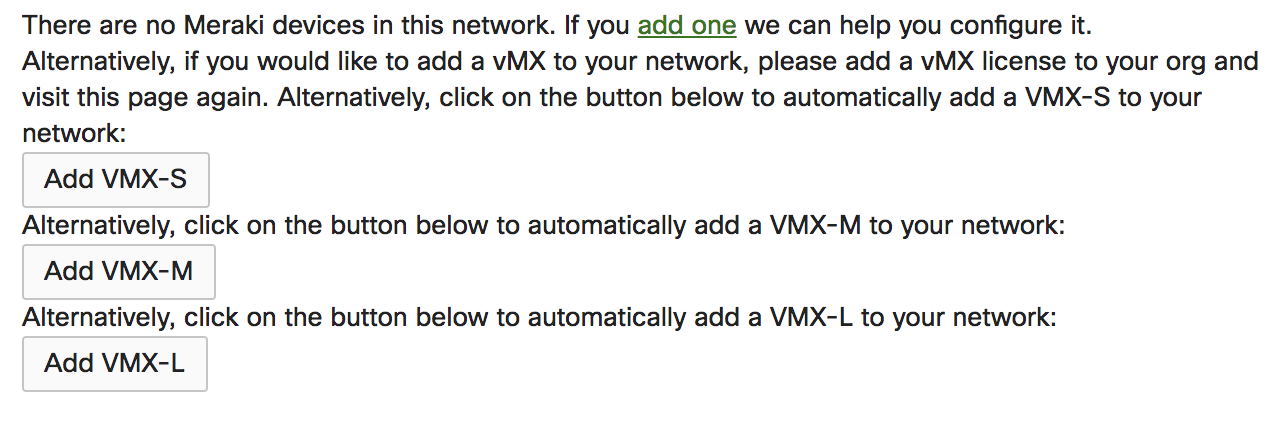 There are no Meraki devices in this network. If you add one we can help you configure it.
Alternatively, if you would like to add a vMX to your network, please add a vMX license to your org and
visit this page again. Alternatively, click on the button below to automatically add a VMX-S to your
network:
Add VMX-S
Alternatively, click on the button below to automatically add a VMX-M to your network:
Add VMX-M
Alternatively, click on the button below to automatically add a VMX-L to your network:
Add VMX-L